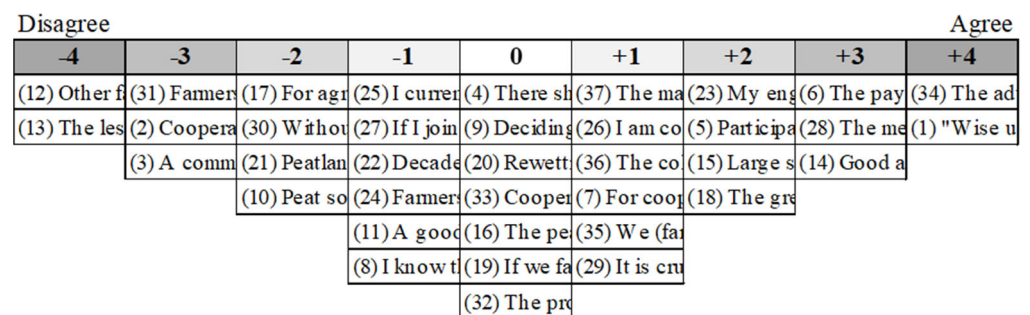 Disagree Agree
-4 -3 -2 -1 0 +1 +2 +3 +4
(12) Other f (31) Farmers (17) For agr (25) I curren (4) There sh (37) The ma (23) My eng (6) The pay (34) The ad
(13) The les (2) Coopera (30) Withou (27) If I join (9) Deciding (26) I am co (5) Participa (28) The me (1) "Wise u
(3) A comm (21) Peatlan (22) Decade (20) Rewett (36) The co (15) Large s (14) Good a
(10) Peat so (24) Farmers (33) Cooper (7) For coop (18) The gre
(11) A good (16) The pe (35) We (far
(8) I know t (19) If we fa (29) It is cru
(32) The pro